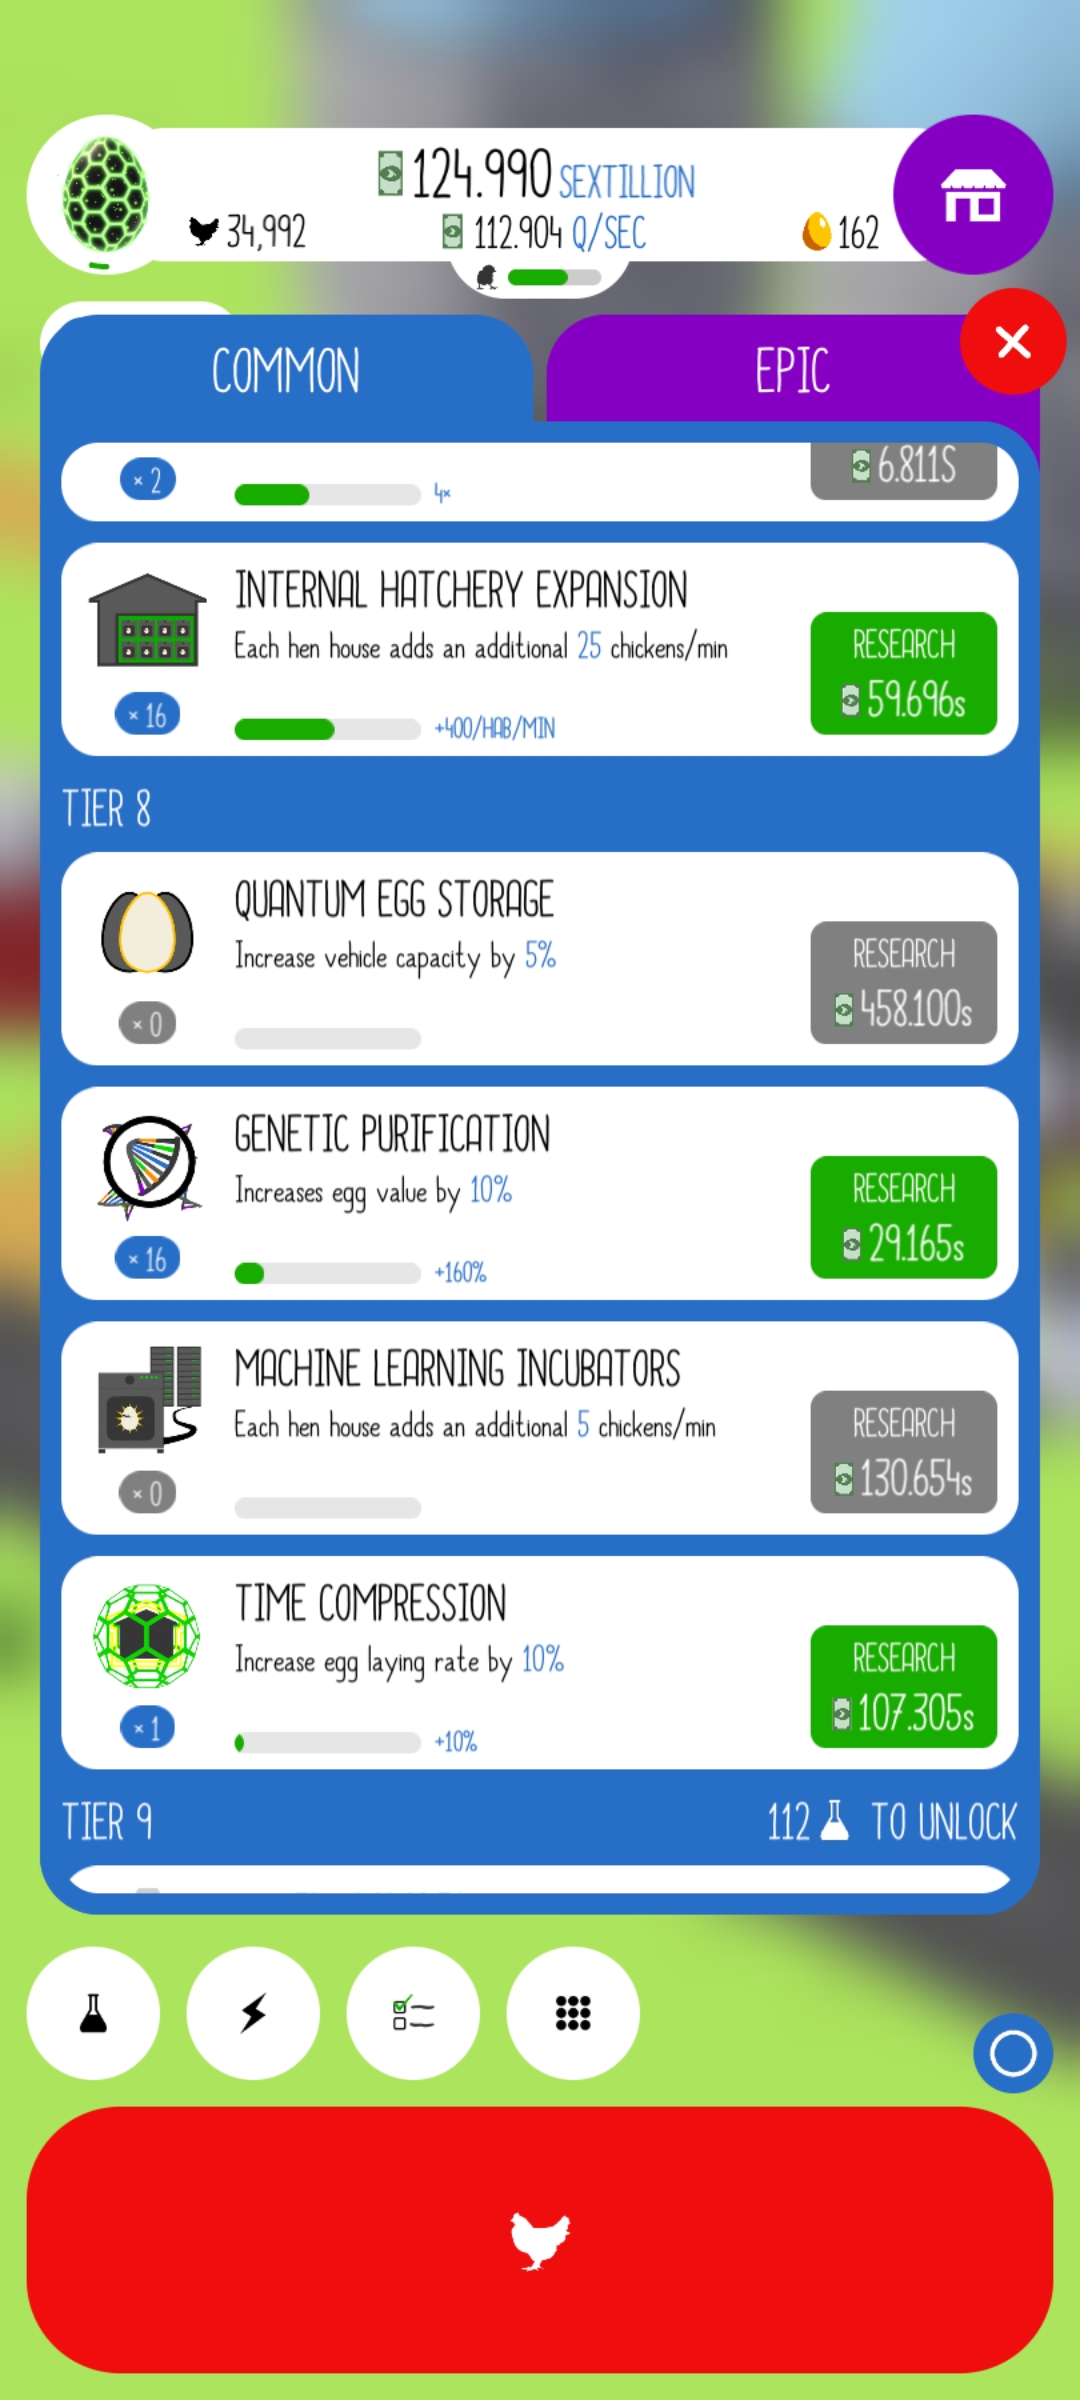 124.990 SEXTILLION
34,992
112.904 Q/SEC
162
COMMON
EPIC
× 2
4×
6.811S
INTERNAL HATCHERY EXPANSION
Each hen house adds an additional 25 chickens/min
RESEARCH
59.696s
× 16
+400/HAB/MIN
TIER 8
QUANTUM EGG STORAGE
Increase vehicle capacity by 5%
RESEARCH
458.100s
× 0
GENETIC PURIFICATION
Increases egg value by 10%
RESEARCH
29.165s
× 16
+160%
MACHINE LEARNING INCUBATORS
Each hen house adds an additional 5 chickens/min
RESEARCH
130.654s
× 0
TIME COMPRESSION
Increase egg laying rate by 10%
RESEARCH
107.305s
× 1
+10%
TIER 9
112 TO UNLOCK